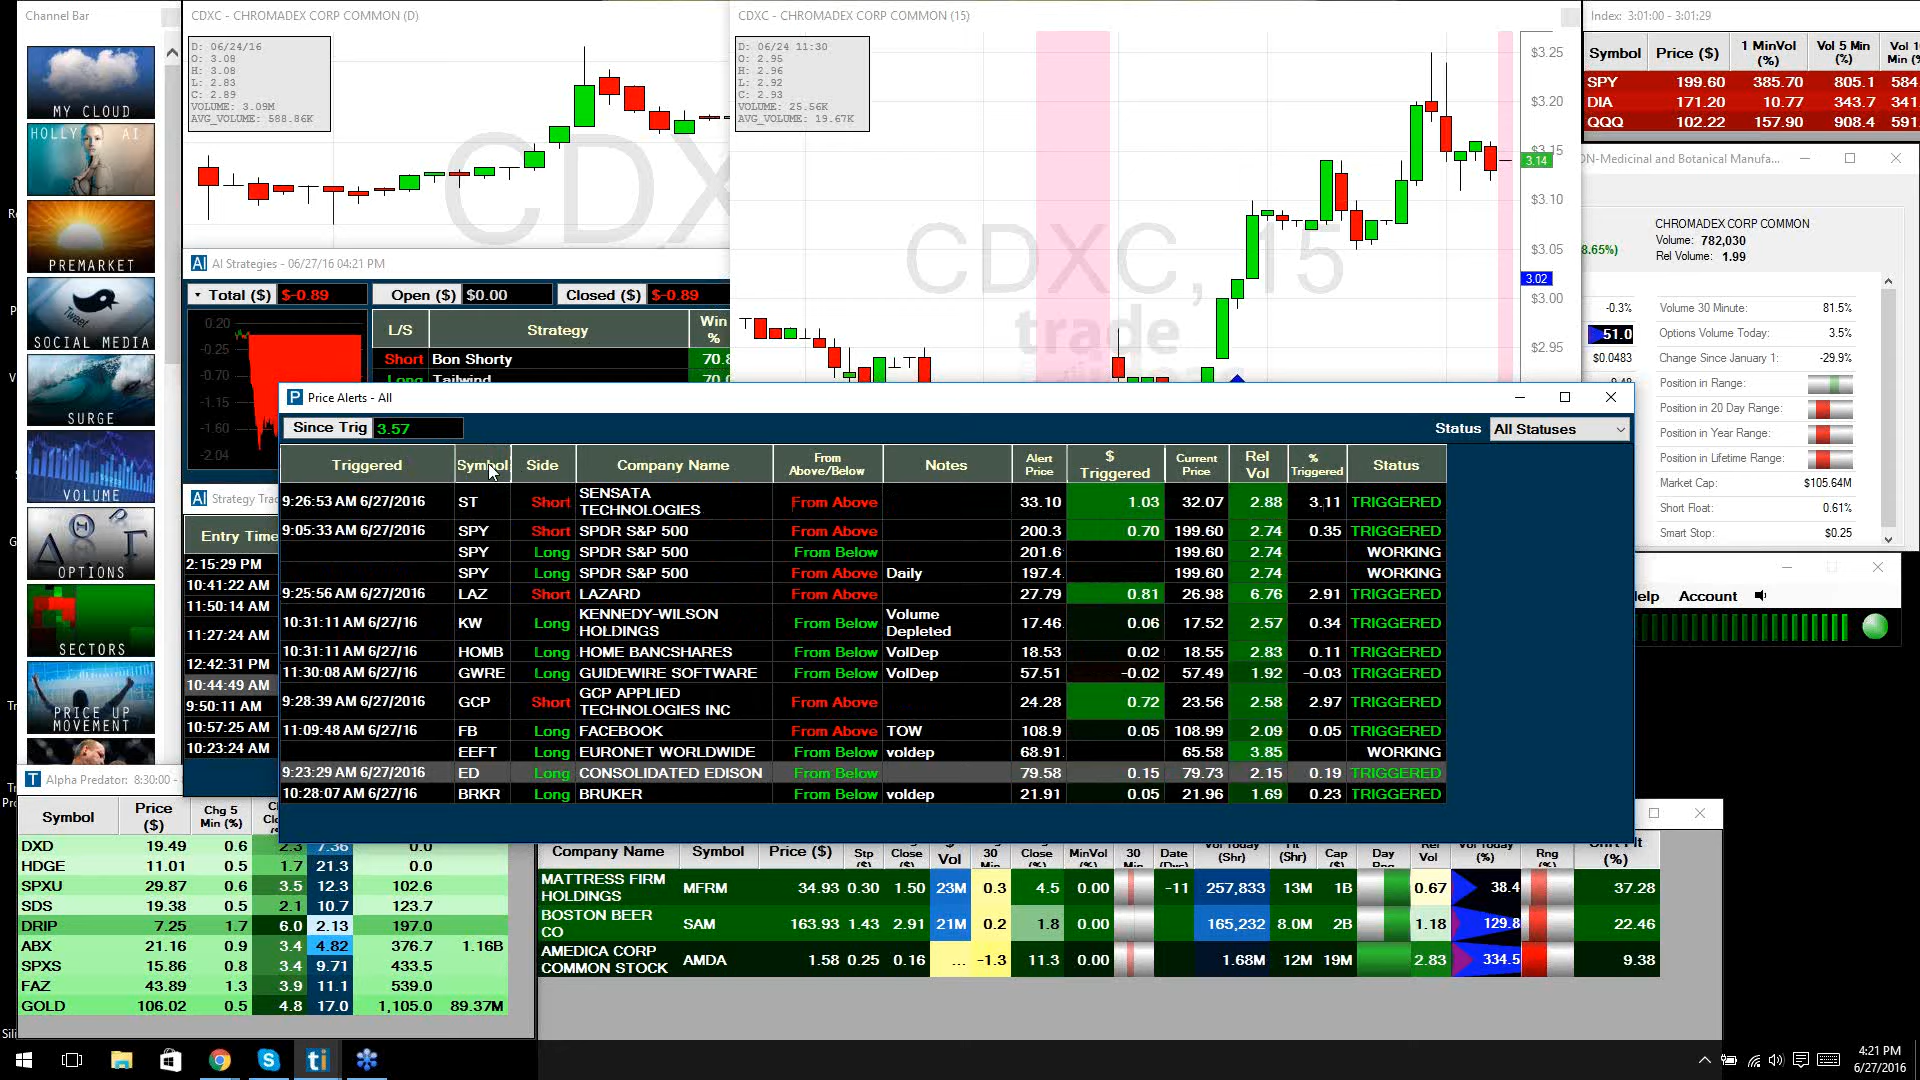 Channel Bar
MY CLOUD
HOLLY AI
PREMARKET
Tweet
SOCIAL MEDIA
SURGE
VOLUME
OPTIONS
SECTORS
PRICE UP
MOVEMENT
CDXC - CHROMADEX CORP COMMON (D)
D: 06/24/16
O: 3.08
H: 3.08
L: 2.83
C: 2.89
VOLUME: 3.09M
AVG_VOLUME: 588.86K
CDXC - CHROMADEX CORP COMMON (15)
D: 06/24 11:30
O: 2.95
H: 2.96
L: 2.92
C: 2.93
VOLUME: 25.56K
AVG_VOLUME: 19.67K
CDXC, 15
trade
$3.25
$3.20
$3.15
3.14
$3.10
$3.05
3.02
$3.00
$2.95
Index: 3:01:00 - 3:01:29
Symbol Price ($) 1 MinVol (%) Vol 5 Min (%)
SPY 199.60 385.70 805.1 584
DIA 171.20 10.77 343.7 341
QQQ 102.22 157.90 908.4 591
ON-Medicinal and Botanical Manufa...
CHROMADEX CORP COMMON
8.65%) Volume: 782,030
Rel Volume: 1.99
-0.3% Volume 30 Minute: 81.5%
51.0 Options Volume Today: 3.5%
$0.0483 Change Since January 1: -29.9%
Position in Range:
Position in 20 Day Range:
Position in Year Range:
Position in Lifetime Range:
Market Cap: $105.64M
Short Float: 0.61%
Smart Stop: $0.25
elp Account
AI Strategies - 06/27/16 04:21 PM
Total ($) $-0.89 Open ($) $0.00 Closed ($) $-0.89
0.20
-0.25
-0.70
-1.15
-1.60
-2.04
L/S Strategy Win %
Short Bon Shorty 70.8
Long Tailwind 70.0
Strategy Tra
Entry Time
2:15:29 PM
10:41:22 AM
11:50:14 AM
11:27:24 AM
12:42:31 PM
10:44:49 AM
9:50:11 AM
10:57:25 AM
10:23:24 AM
Price Alerts - All
Since Trig 3.57 Status All Statuses
Triggered Symbol Side Company Name From Above/Below Notes Alert Price $ Triggered Current Price Rel Vol % Triggered Status
9:26:53 AM 6/27/2016 ST Short SENSATA TECHNOLOGIES From Above 33.10 1.03 32.07 2.88 3.11 TRIGGERED
9:05:33 AM 6/27/2016 SPY Short SPDR S&P 500 From Above 200.3 0.70 199.60 2.74 0.35 TRIGGERED
SPY Long SPDR S&P 500 From Below 201.6 199.60 2.74 WORKING
SPY Long SPDR S&P 500 From Above Daily 197.4 199.60 2.74 WORKING
9:25:56 AM 6/27/2016 LAZ Short LAZARD From Above 27.79 0.81 26.98 6.76 2.91 TRIGGERED
10:31:11 AM 6/27/16 KW Long KENNEDY-WILSON HOLDINGS From Below Volume Depleted 17.46 0.06 17.52 2.57 0.34 TRIGGERED
10:31:11 AM 6/27/16 HOMB Long HOME BANCSHARES From Below VolDep 18.53 0.02 18.55 2.83 0.11 TRIGGERED
11:30:08 AM 6/27/16 GWRE Long GUIDEWIRE SOFTWARE From Below VolDep 57.51 -0.02 57.49 1.92 -0.03 TRIGGERED
9:28:39 AM 6/27/2016 GCP Short GCP APPLIED TECHNOLOGIES INC From Above 24.28 0.72 23.56 2.58 2.97 TRIGGERED
11:09:48 AM 6/27/16 FB Long FACEBOOK From Above TOW 108.9 0.05 108.99 2.09 0.05 TRIGGERED
EEFT Long EURONET WORLDWIDE From Below voldep 68.91 65.58 3.85 WORKING
9:23:29 AM 6/27/2016 ED Long CONSOLIDATED EDISON From Below 79.58 0.15 79.73 2.15 0.19 TRIGGERED
10:28:07 AM 6/27/16 BRKR Long BRUKER From Below voldep 21.91 0.05 21.96 1.69 0.23 TRIGGERED
Alpha Predator: 8:30:00 -
Symbol Price ($) Chg 5 Min (%)
DXD 19.49 0.6 2.3 7.36 0.0
HDGE 11.01 0.5 1.7 21.3 0.0
SPXU 29.87 0.6 3.5 12.3 102.6
SDS 19.38 0.5 2.1 10.7 123.7
DRIP 7.25 1.7 6.0 2.13 197.0
ABX 21.16 0.9 3.4 4.82 376.7 1.16B
SPXS 15.86 0.8 3.4 9.71 433.5
FAZ 43.89 1.3 3.9 11.1 539.0
GOLD 106.02 0.5 4.8 17.0 1,105.0 89.37M
Company Name Symbol Price ($) Stp Close Vol 30 Close MinVol 30 Date (Shr) (Shr) Cap Day Vol (%) Rng (%)
MATTRESS FIRM HOLDINGS MFRM 34.93 0.30 1.50 23M 0.3 4.5 0.00 -11 257,833 13M 1B 0.67 38.4 37.28
BOSTON BEER CO SAM 163.93 1.43 2.91 21M 0.2 1.8 0.00 165,232 8.0M 2B 1.18 129.8 22.46
AMEDICA CORP COMMON STOCK AMDA 1.58 0.25 0.16 ... -1.3 11.3 0.00 1.68M 12M 19M 2.83 334.5 9.38
4:21 PM
6/27/2016